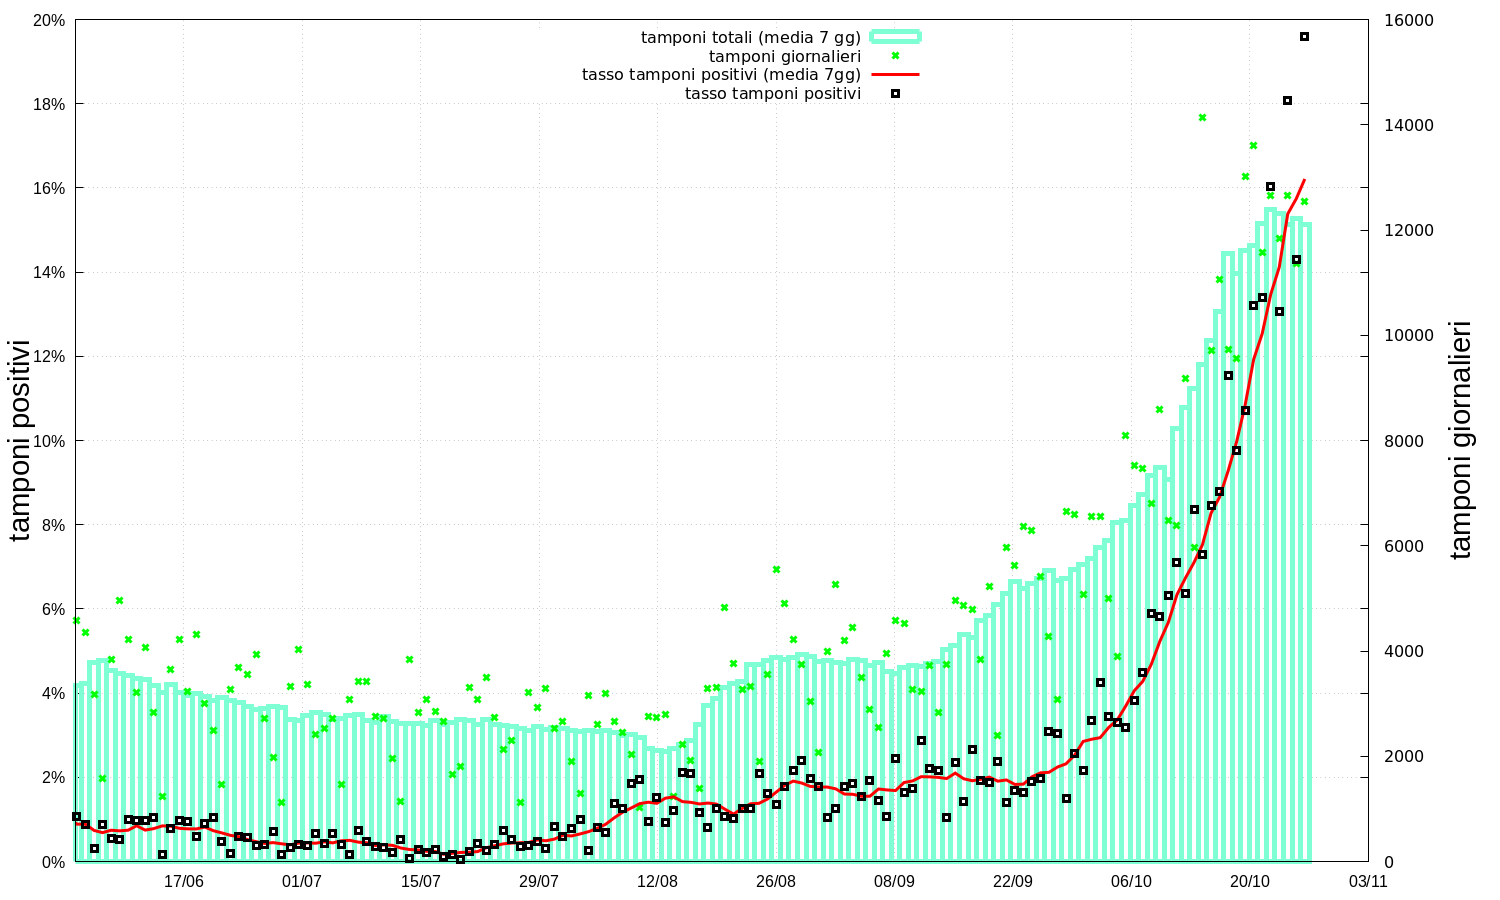 20%
18%
16%
14%
12%
10%
8%
6%
4%
2%
0%
tamponi positivi
tamponi totali (media 7 gg)
tamponi giornalieri
tasso tamponi positivi (media 7gg)
tasso tamponi positivi
16000
14000
12000
10000
8000
6000
4000
2000
0
tamponi giornalieri
17/06 01/07 15/07 29/07 12/08 26/08 08/09 22/09 06/10 20/10 03/11